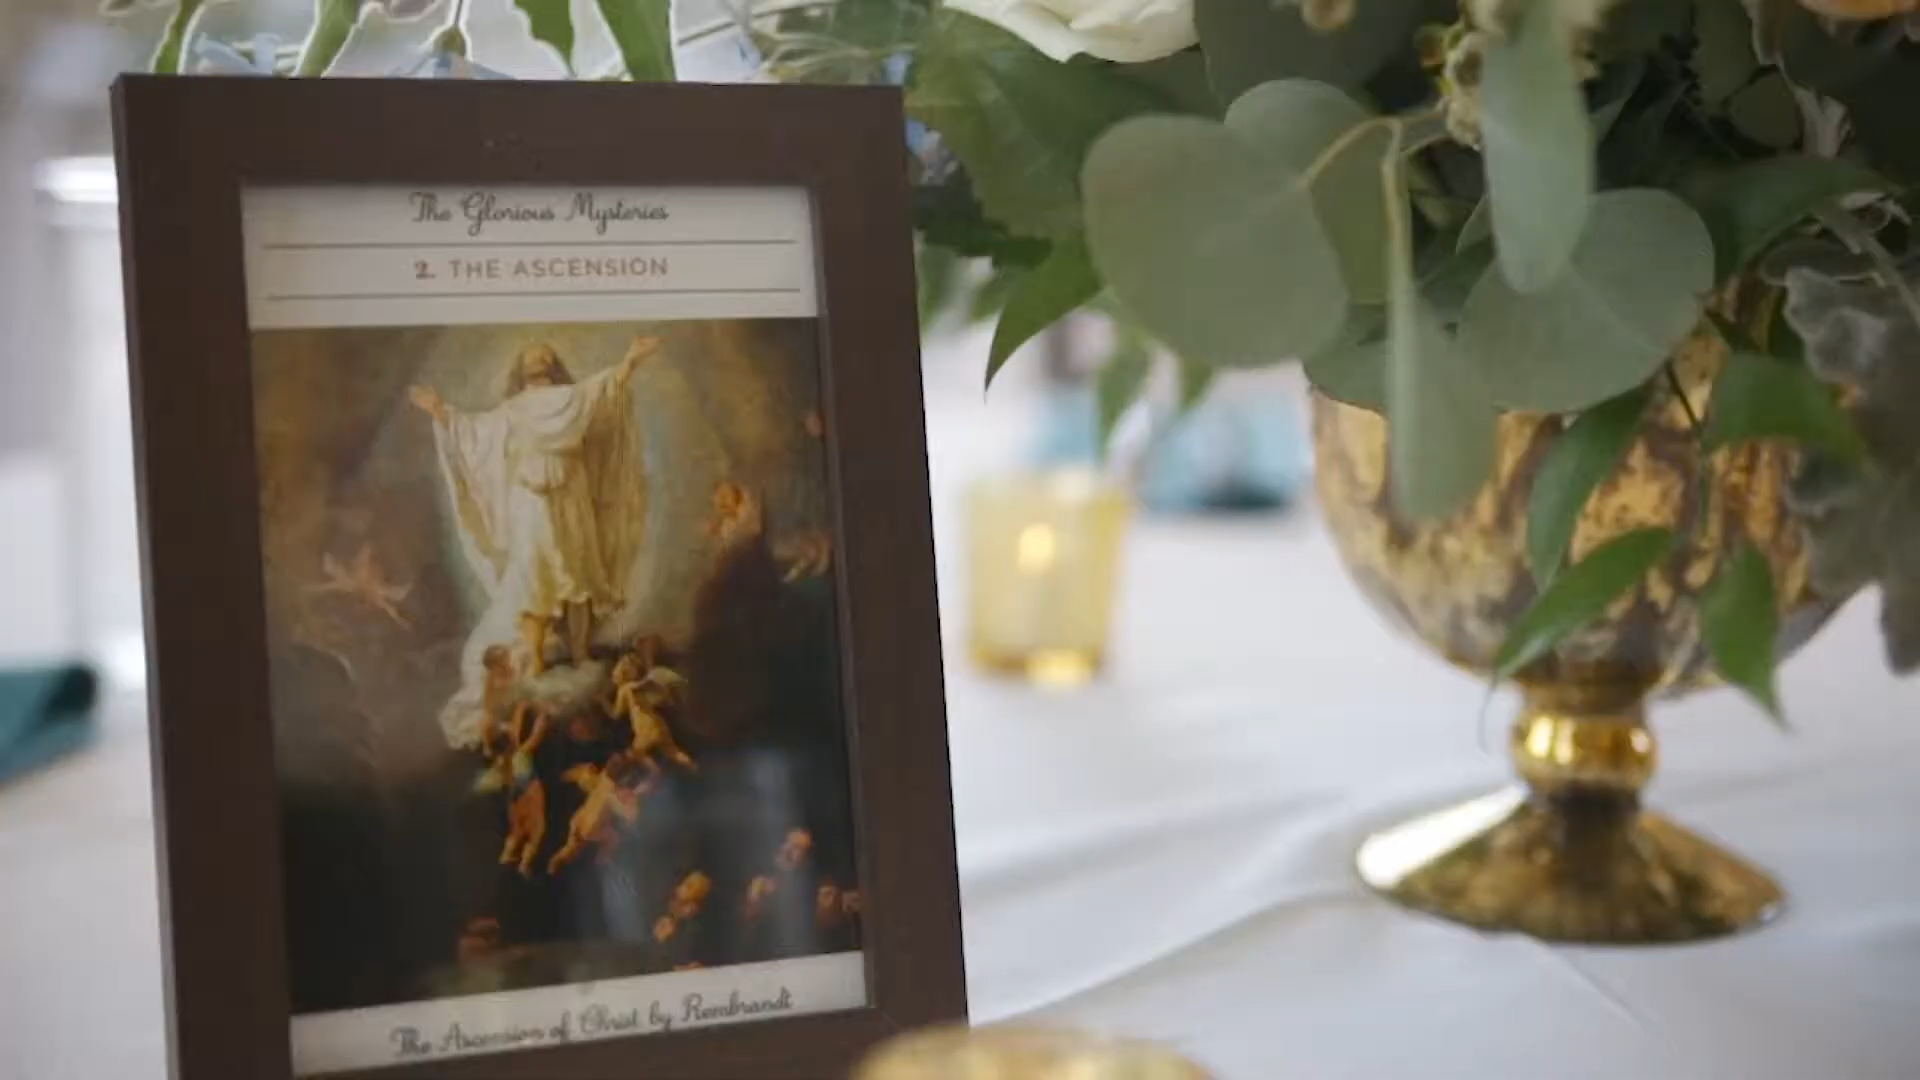 The Glorious Mysteries
2. THE ASCENSION
The Ascension of Christ by Rembrandt